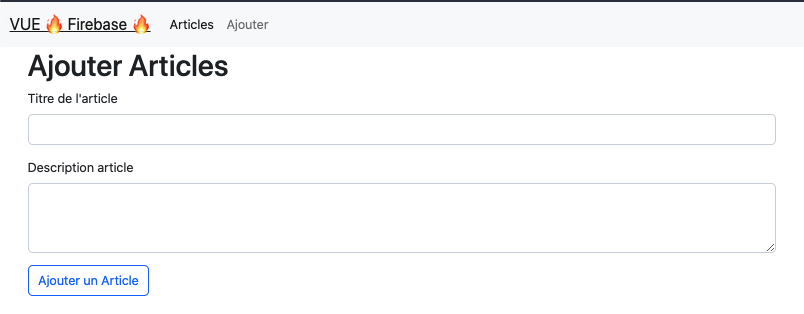 VUE 🔥 Firebase 🔥 Articles Ajouter
Ajouter Articles
Titre de l'article
Description article
Ajouter un Article